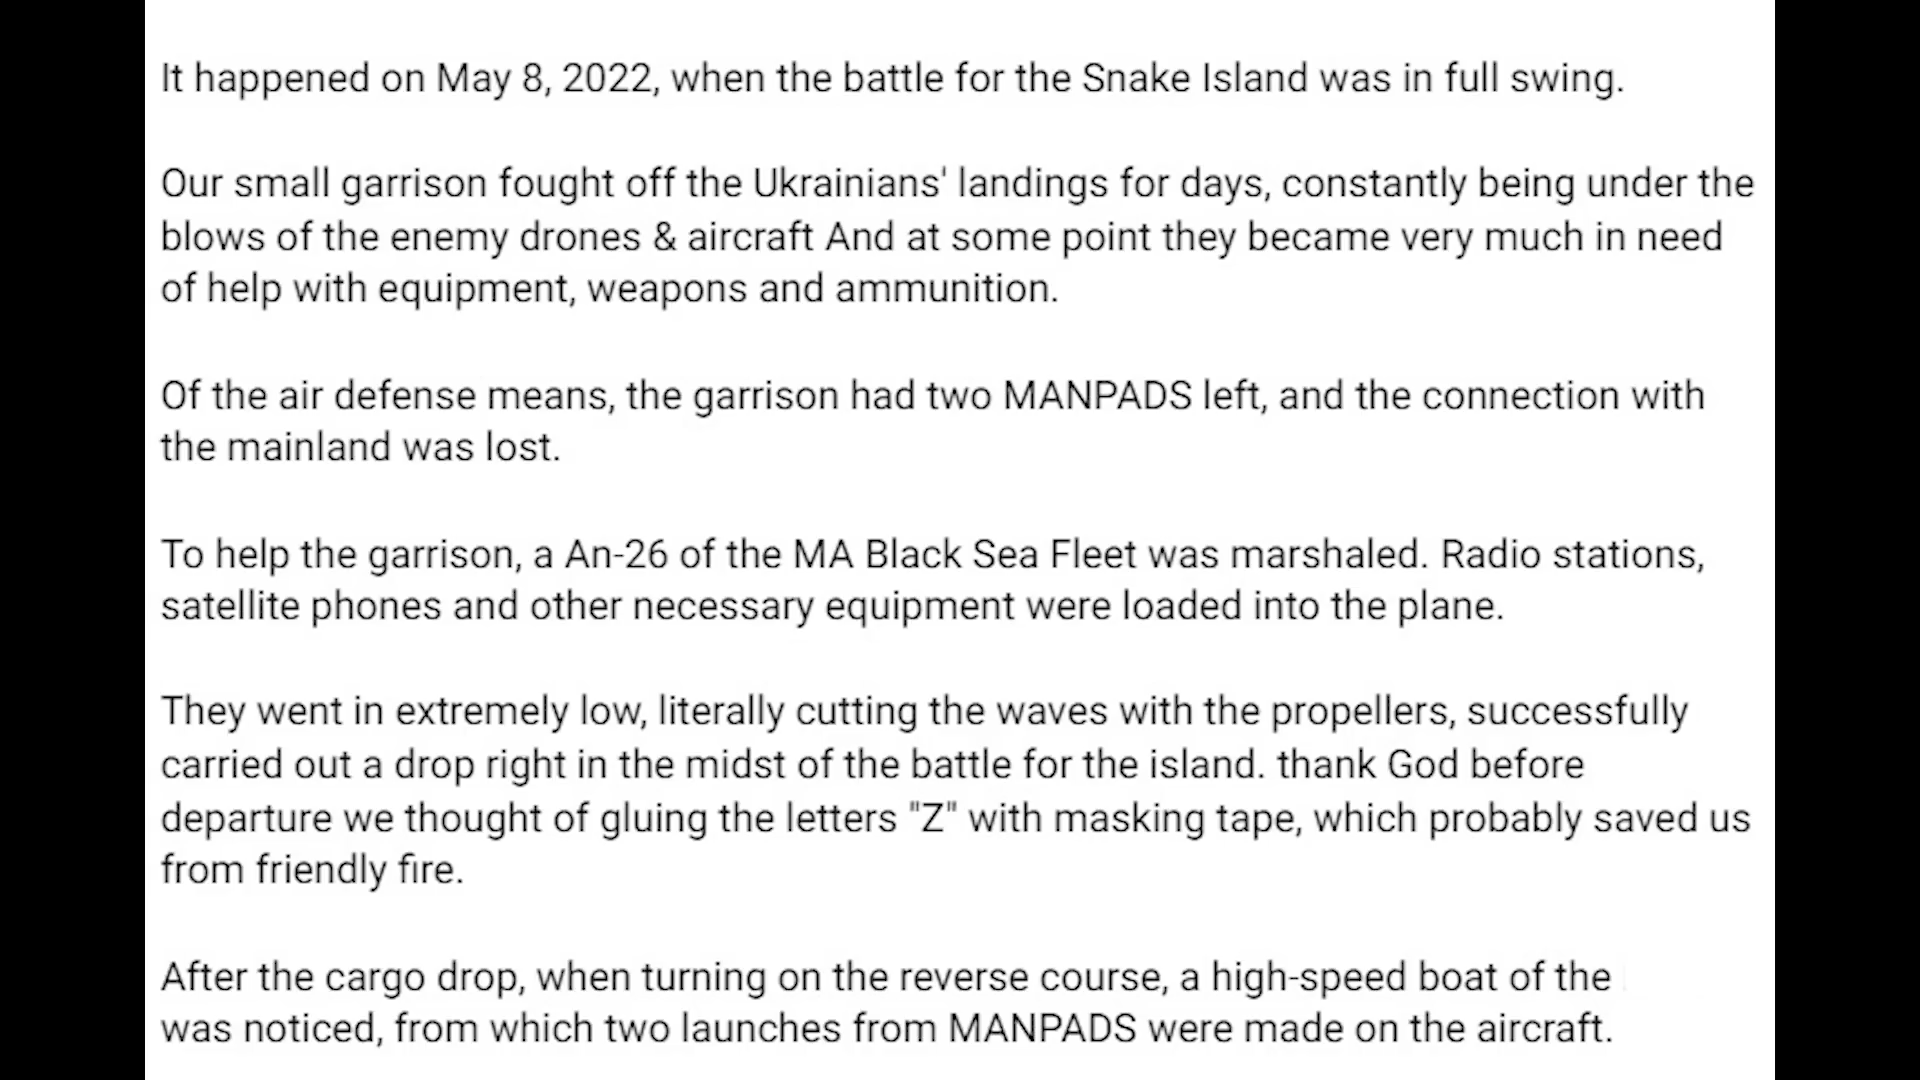 It happened on May 8, 2022, when the battle for the Snake Island was in full swing.
Our small garrison fought off the Ukrainians' landings for days, constantly being under the
blows of the enemy drones & aircraft And at some point they became very much in need
of help with equipment, weapons and ammunition.
Of the air defense means, the garrison had two MANPADS left, and the connection with
the mainland was lost.
To help the garrison, a An-26 of the MA Black Sea Fleet was marshaled. Radio stations,
satellite phones and other necessary equipment were loaded into the plane.
They went in extremely low, literally cutting the waves with the propellers, successfully
carried out a drop right in the midst of the battle for the island. thank God before
departure we thought of gluing the letters "Z" with masking tape, which probably saved us
from friendly fire.
After the cargo drop, when turning on the reverse course, a high-speed boat of the
was noticed, from which two launches from MANPADS were made on the aircraft.